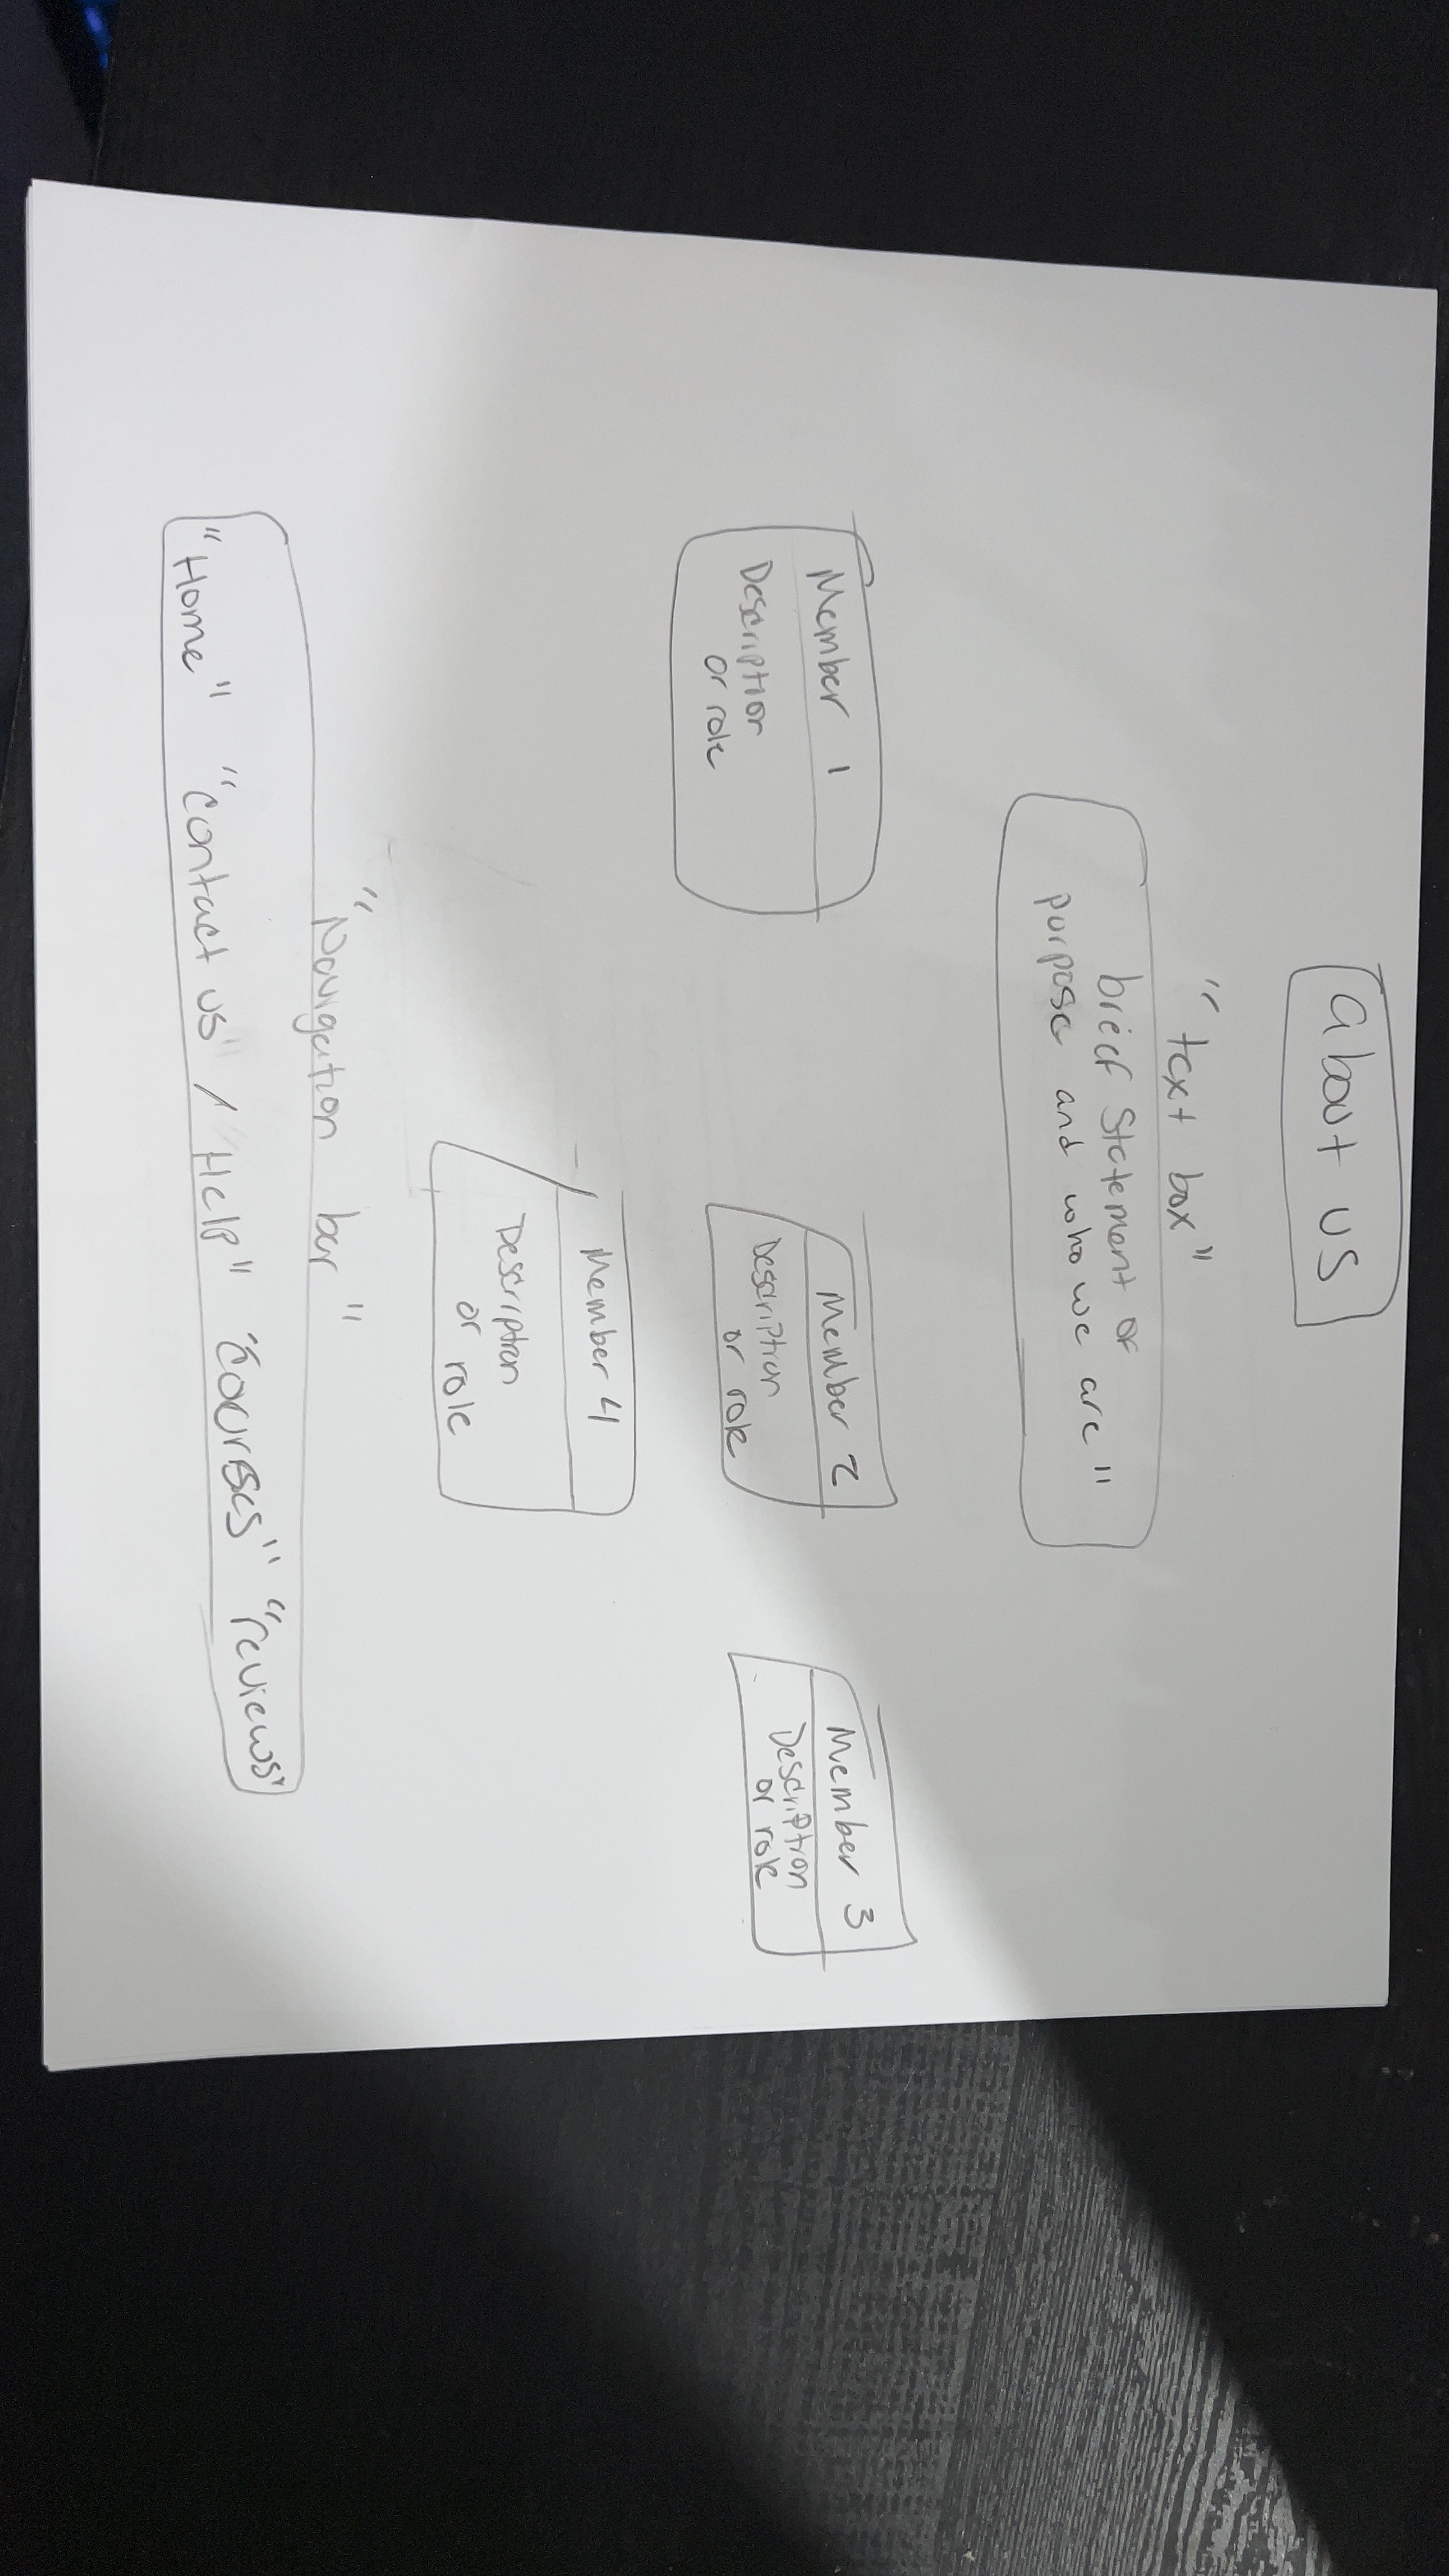 about us
"text box"
breif Statement of
purpose and who we are"
Member 1
Description
or role
Member 2
Description
or role
Member 3
Description
or role
Member 4
Description
or role
"Navigation bar"
"Home" "contact us" / Help" "Courses" "reviews"